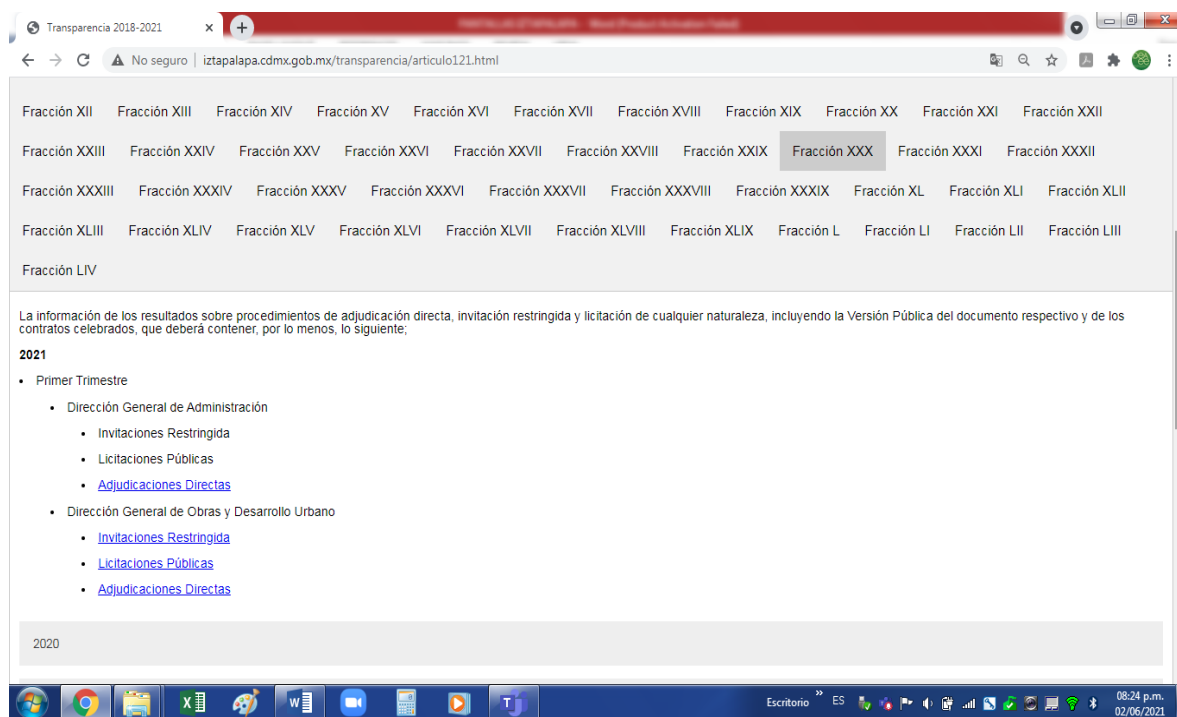 Transparencia 2018-2021
PANTALLAS IZTAPALAPA - Word (Product Activation Failed)
No seguro | iztapalapa.cdmx.gob.mx/transparencia/articulo121.html
Fracción XII Fracción XIII Fracción XIV Fracción XV Fracción XVI Fracción XVII Fracción XVIII Fracción XIX Fracción XX Fracción XXI Fracción XXII
Fracción XXIII Fracción XXIV Fracción XXV Fracción XXVI Fracción XXVII Fracción XXVIII Fracción XXIX Fracción XXX Fracción XXXI Fracción XXXII
Fracción XXXIII Fracción XXXIV Fracción XXXV Fracción XXXVI Fracción XXXVII Fracción XXXVIII Fracción XXXIX Fracción XL Fracción XLI Fracción XLII
Fracción XLIII Fracción XLIV Fracción XLV Fracción XLVI Fracción XLVII Fracción XLVIII Fracción XLIX Fracción L Fracción LI Fracción LII Fracción LIII
Fracción LIV
La información de los resultados sobre procedimientos de adjudicación directa, invitación restringida y licitación de cualquier naturaleza, incluyendo la Versión Pública del documento respectivo y de los
contratos celebrados, que deberá contener, por lo menos, lo siguiente;
2021
• Primer Trimestre
• Dirección General de Administración
• Invitaciones Restringida
• Licitaciones Públicas
• Adjudicaciones Directas
• Dirección General de Obras y Desarrollo Urbano
• Invitaciones Restringida
• Licitaciones Públicas
• Adjudicaciones Directas
2020
Escritorio » ES 08:24 p.m.
02/06/2021